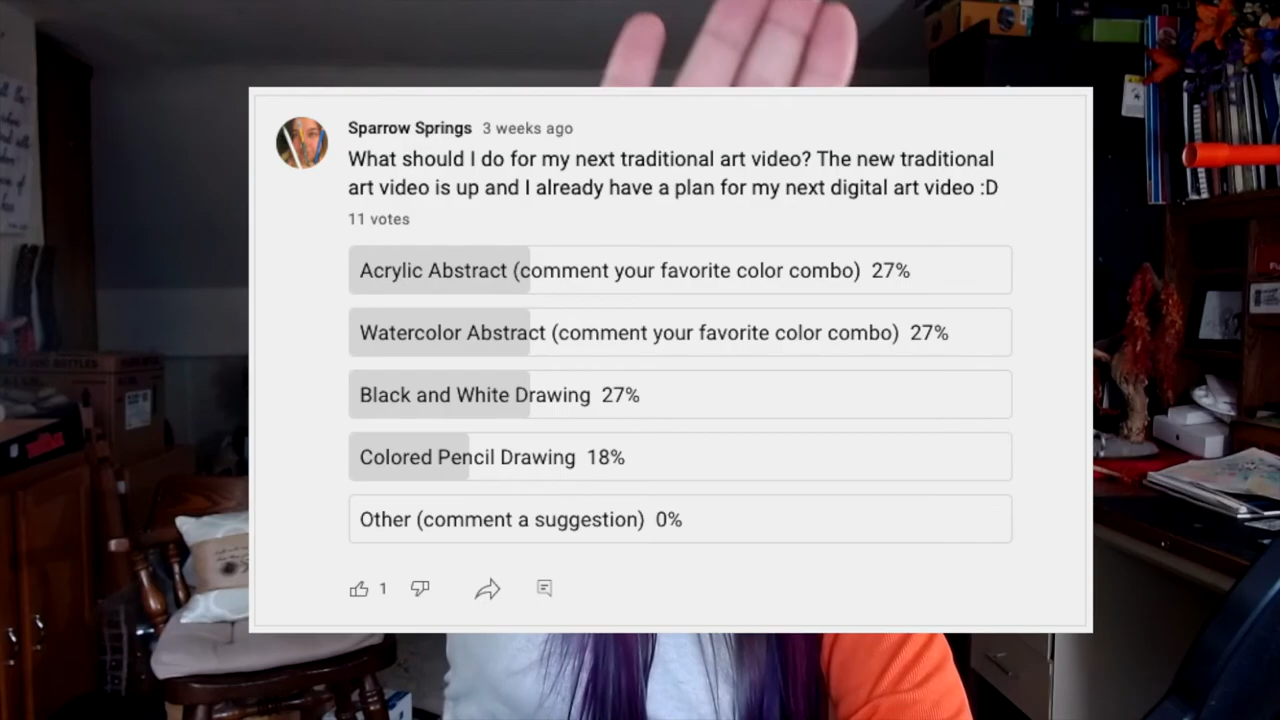 Sparrow Springs 3 weeks ago
What should I do for my next traditional art video? The new traditional
art video is up and I already have a plan for my next digital art video :D
11 votes
Acrylic Abstract (comment your favorite color combo) 27%
Watercolor Abstract (comment your favorite color combo) 27%
Black and White Drawing 27%
Colored Pencil Drawing 18%
Other (comment a suggestion) 0%
1